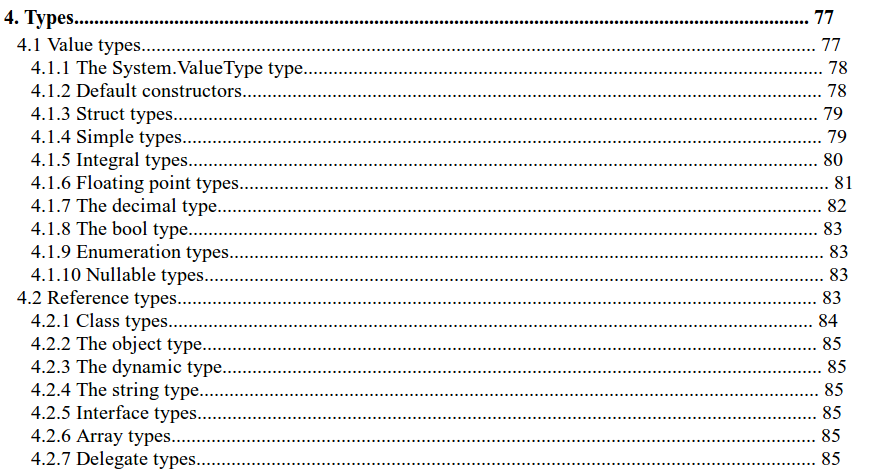 4. Types.......................................................................................................................................................... 77
4.1 Value types.............................................................................................................................................. 77
4.1.1 The System.ValueType type............................................................................................................. 78
4.1.2 Default constructors......................................................................................................................... 78
4.1.3 Struct types....................................................................................................................................... 79
4.1.4 Simple types..................................................................................................................................... 79
4.1.5 Integral types.................................................................................................................................... 80
4.1.6 Floating point types.......................................................................................................................... 81
4.1.7 The decimal type.............................................................................................................................. 82
4.1.8 The bool type.................................................................................................................................... 83
4.1.9 Enumeration types............................................................................................................................ 83
4.1.10 Nullable types................................................................................................................................. 83
4.2 Reference types....................................................................................................................................... 83
4.2.1 Class types........................................................................................................................................ 84
4.2.2 The object type................................................................................................................................. 85
4.2.3 The dynamic type............................................................................................................................. 85
4.2.4 The string type.................................................................................................................................. 85
4.2.5 Interface types.................................................................................................................................. 85
4.2.6 Array types....................................................................................................................................... 85
4.2.7 Delegate types.................................................................................................................................. 85